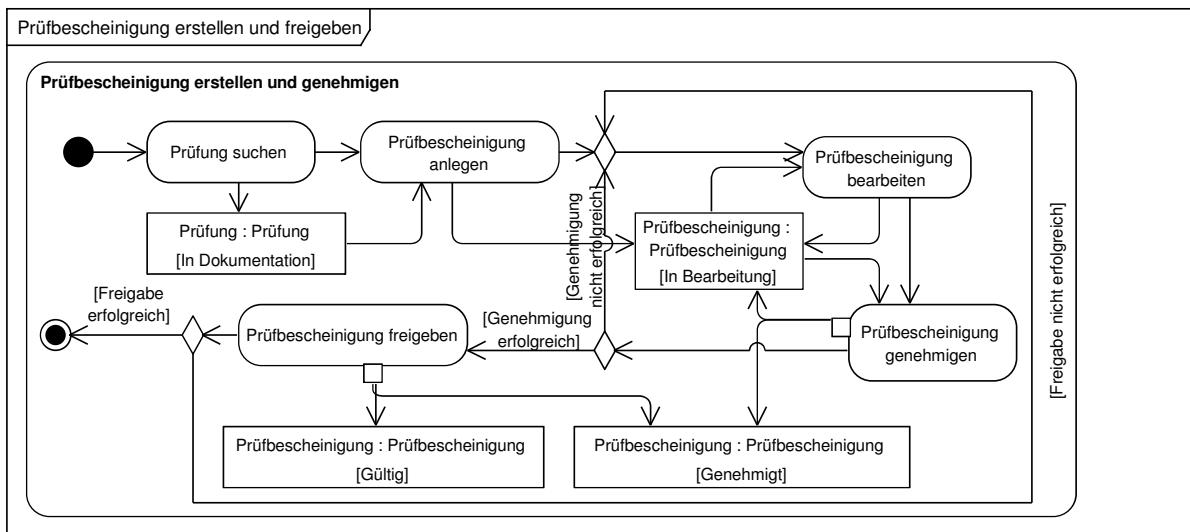 Prüfbescheinigung erstellen und freigeben
Prüfbescheinigung erstellen und genehmigen
Prüfung suchen
Prüfbescheinigung
anlegen
Prüfbescheinigung
bearbeiten
Prüfung : Prüfung
[In Dokumentation]
[Genehmigung
nicht erfolgreich]
Prüfbescheinigung :
Prüfbescheinigung
[In Bearbeitung]
[Freigabe nicht erfolgreich]
[Freigabe
erfolgreich]
Prüfbescheinigung freigeben
[Genehmigung
erfolgreich]
Prüfbescheinigung
genehmigen
Prüfbescheinigung : Prüfbescheinigung
[Gültig]
Prüfbescheinigung : Prüfbescheinigung
[Genehmigt]